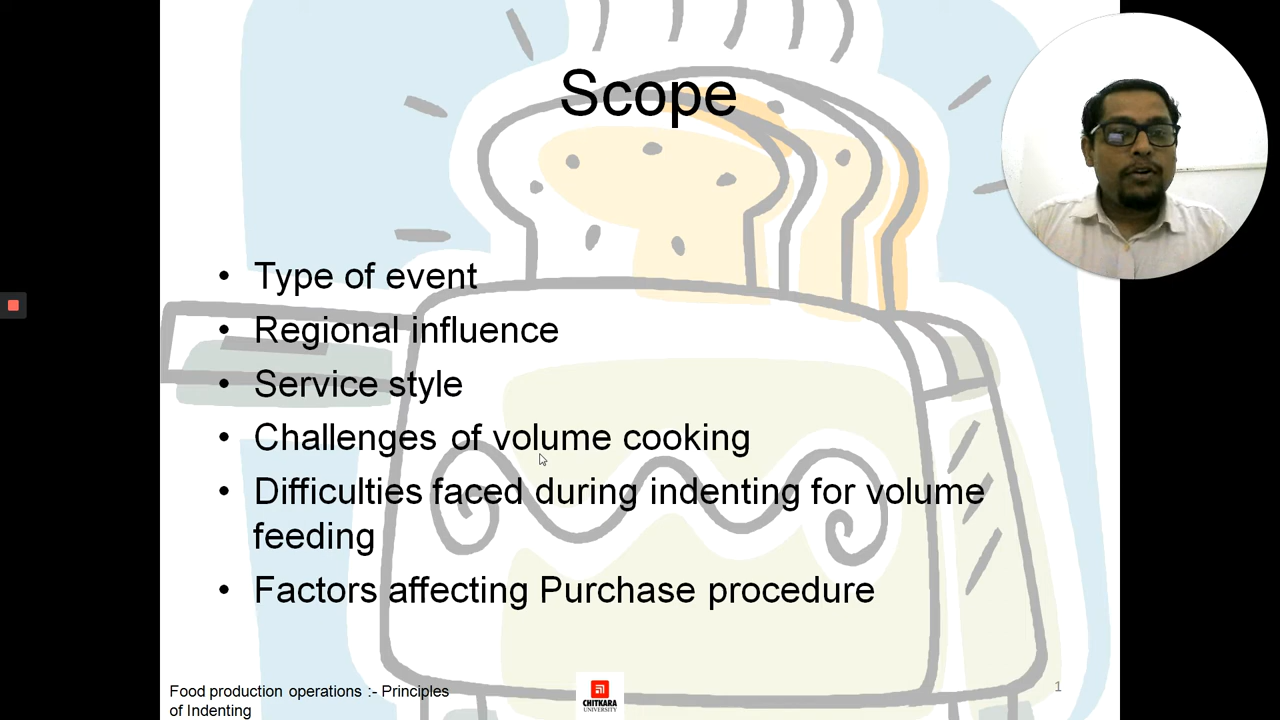 Scope
• Type of event
• Regional influence
• Service style
• Challenges of volume cooking
• Difficulties faced during indenting for volume
feeding
• Factors affecting Purchase procedure
Food production operations :- Principles
of Indenting
CHITKARA
UNIVERSITY
1